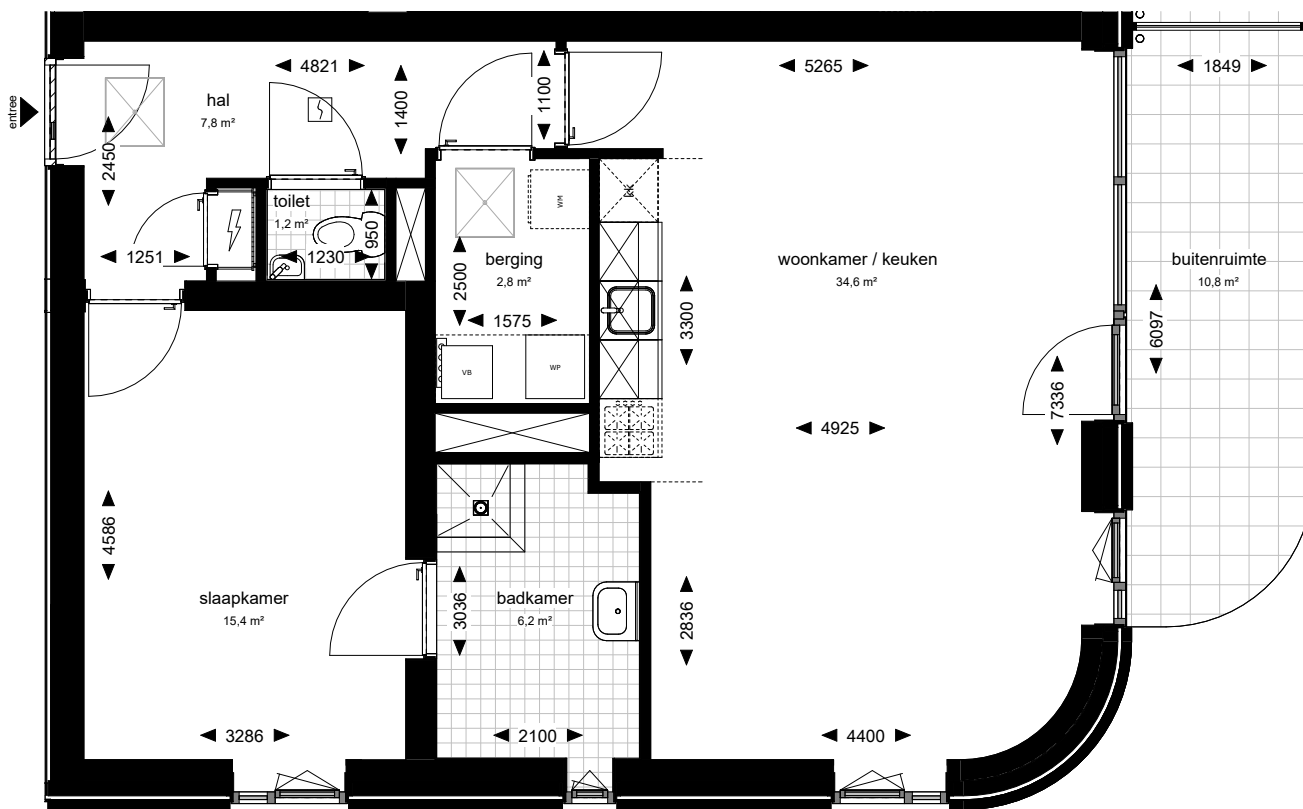 4821
5265
1849
hal
7,8 m²
1400
1100
entree
2450
KK
WM
toilet
1,2 m²
950
1251
1230
berging
2,8 m²
2500
1575
woonkamer / keuken
34,6 m²
buitenruimte
10,8 m²
3300
6097
VB
WP
7336
4925
4586
slaapkamer
15,4 m²
3036
badkamer
6,2 m²
2836
3286
2100
4400